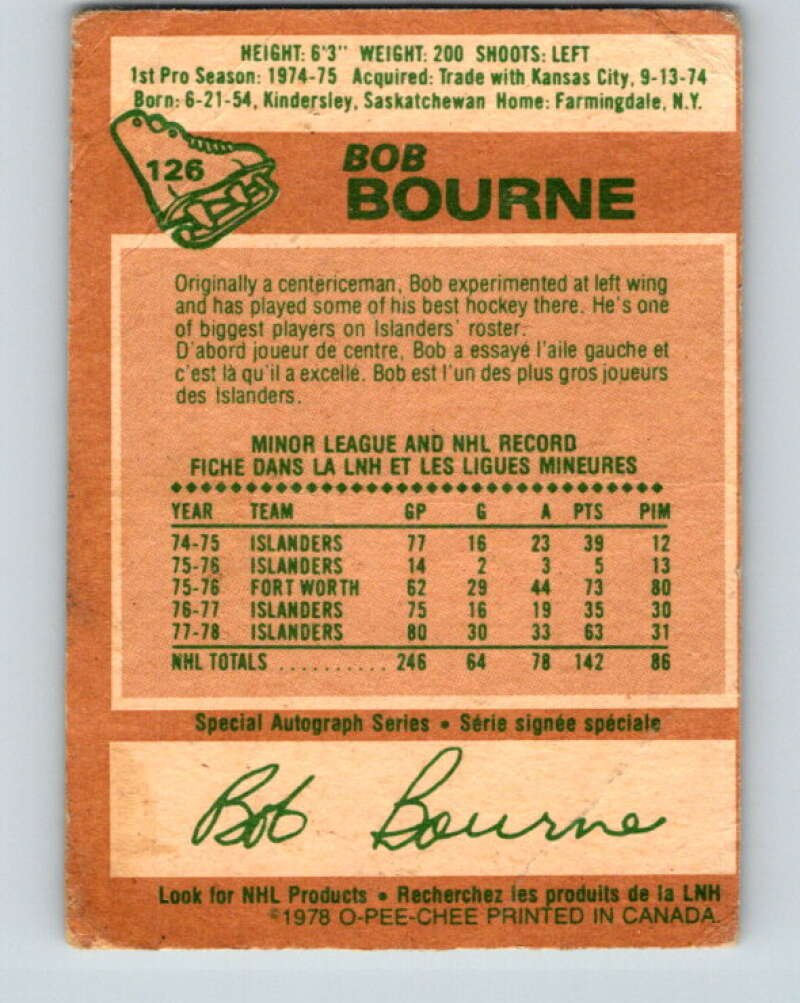 HEIGHT: 6'3" WEIGHT: 200 SHOOTS: LEFT
1st Pro Season: 1974-75 Acquired: Trade with Kansas City, 9-13-74
Born: 6-21-54, Kindersley, Saskatchewan Home: Farmingdale, N.Y.
126
BOB
BOURNE
Originally a centericeman, Bob experimented at left wing
and has played some of his best hockey there. He's one
of biggest players on Islanders' roster.
D'abord joueur de centre, Bob a essayé l'aile gauche et
c'est là qu'il a excellé. Bob est l'un des plus gros joueurs
des Islanders.
MINOR LEAGUE AND NHL RECORD
FICHE DANS LA LNH ET LES LIGUES MINEURES
YEAR TEAM GP G A PTS PIM
74-75 ISLANDERS 77 16 23 39 12
75-76 ISLANDERS 14 2 3 5 13
75-76 FORT WORTH 62 29 44 73 80
76-77 ISLANDERS 75 16 19 35 30
77-78 ISLANDERS 80 30 33 63 31
NHL TOTALS .......... 246 64 78 142 86
Special Autograph Series • Série signée spéciale
Bob Bourne
Look for NHL Products • Recherchez les produits de la LNH
©1978 O-PEE-CHEE PRINTED IN CANADA.